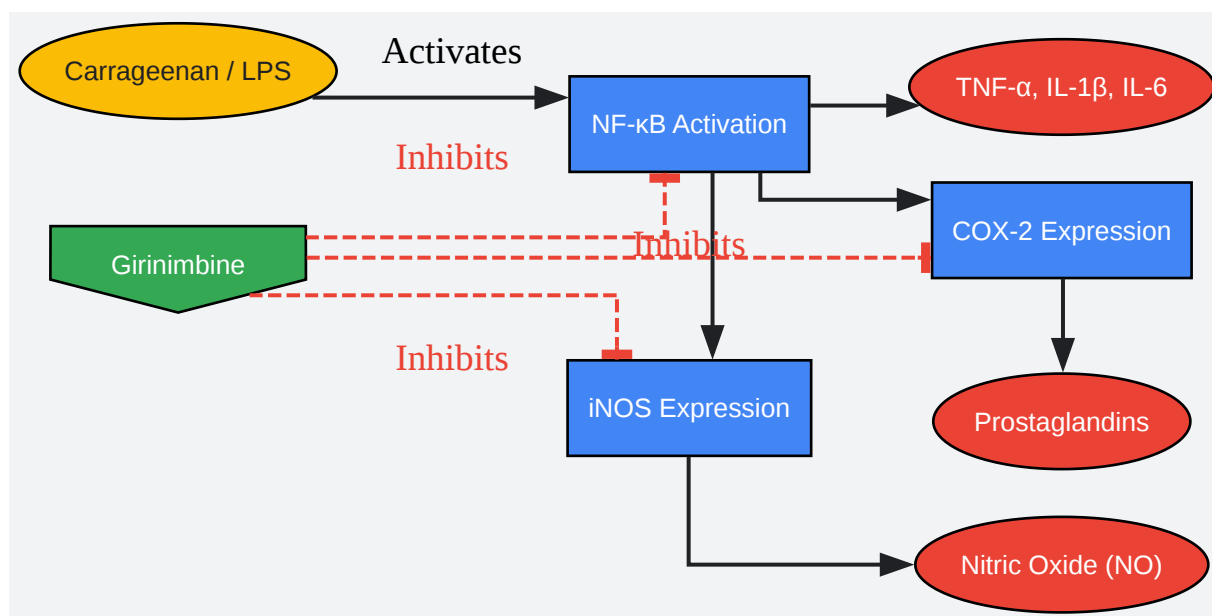 Carrageenan / LPS
Activates
NF-κB Activation
TNF-α, IL-1β, IL-6
Inhibits
Girinimbine
Inhibits
COX-2 Expression
Inhibits
iNOS Expression
Prostaglandins
Nitric Oxide (NO)